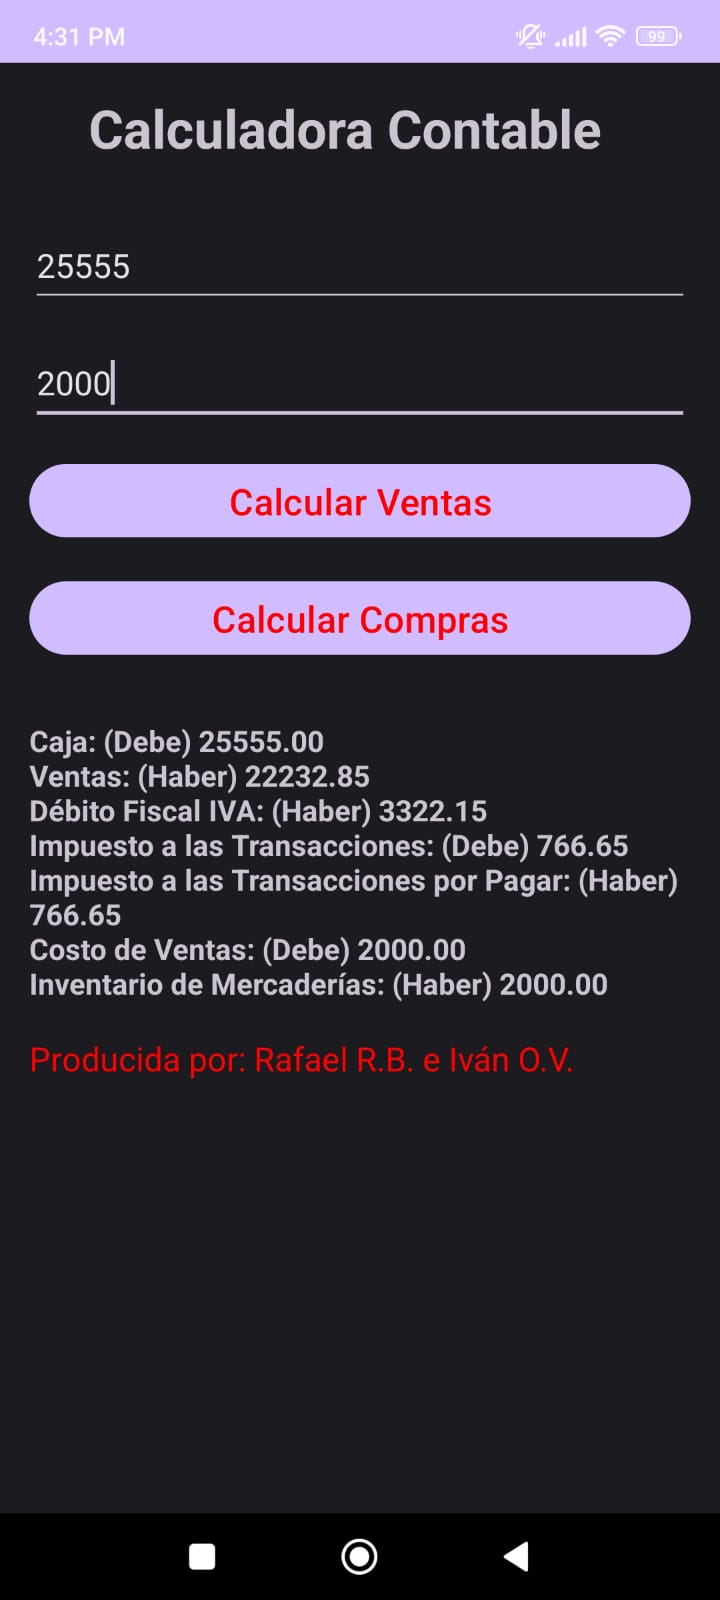 4:31 PM
99
Calculadora Contable
25555
2000
Calcular Ventas
Calcular Compras
Caja: (Debe) 25555.00
Ventas: (Haber) 22232.85
Débito Fiscal IVA: (Haber) 3322.15
Impuesto a las Transacciones: (Debe) 766.65
Impuesto a las Transacciones por Pagar: (Haber)
766.65
Costo de Ventas: (Debe) 2000.00
Inventario de Mercaderías: (Haber) 2000.00
Producida por: Rafael R.B. e Iván O.V.